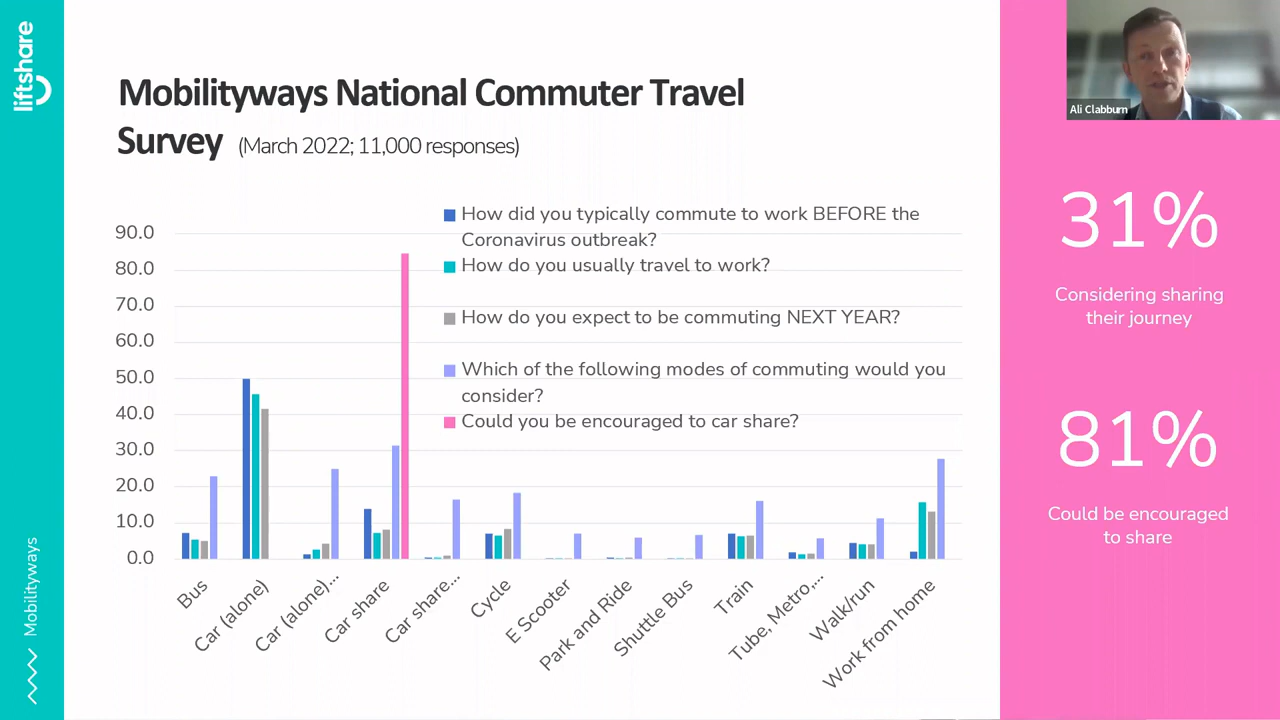 liftshare
Mobilityways
Mobilityways National Commuter Travel
Survey (March 2022; 11,000 responses)
How did you typically commute to work BEFORE the
Coronavirus outbreak?
How do you usually travel to work?
How do you expect to be commuting NEXT YEAR?
Which of the following modes of commuting would you
consider?
Could you be encouraged to car share?
90.0
80.0
70.0
60.0
50.0
40.0
30.0
20.0
10.0
0.0
Bus
Car (alone)
Car (alone)...
Car share
Car share...
Cycle
E Scooter
Park and Ride
Shuttle Bus
Train
Tube, Metro,...
Walk/run
Work from home
Ali Clabburn
31%
Considering sharing
their journey
81%
Could be encouraged
to share